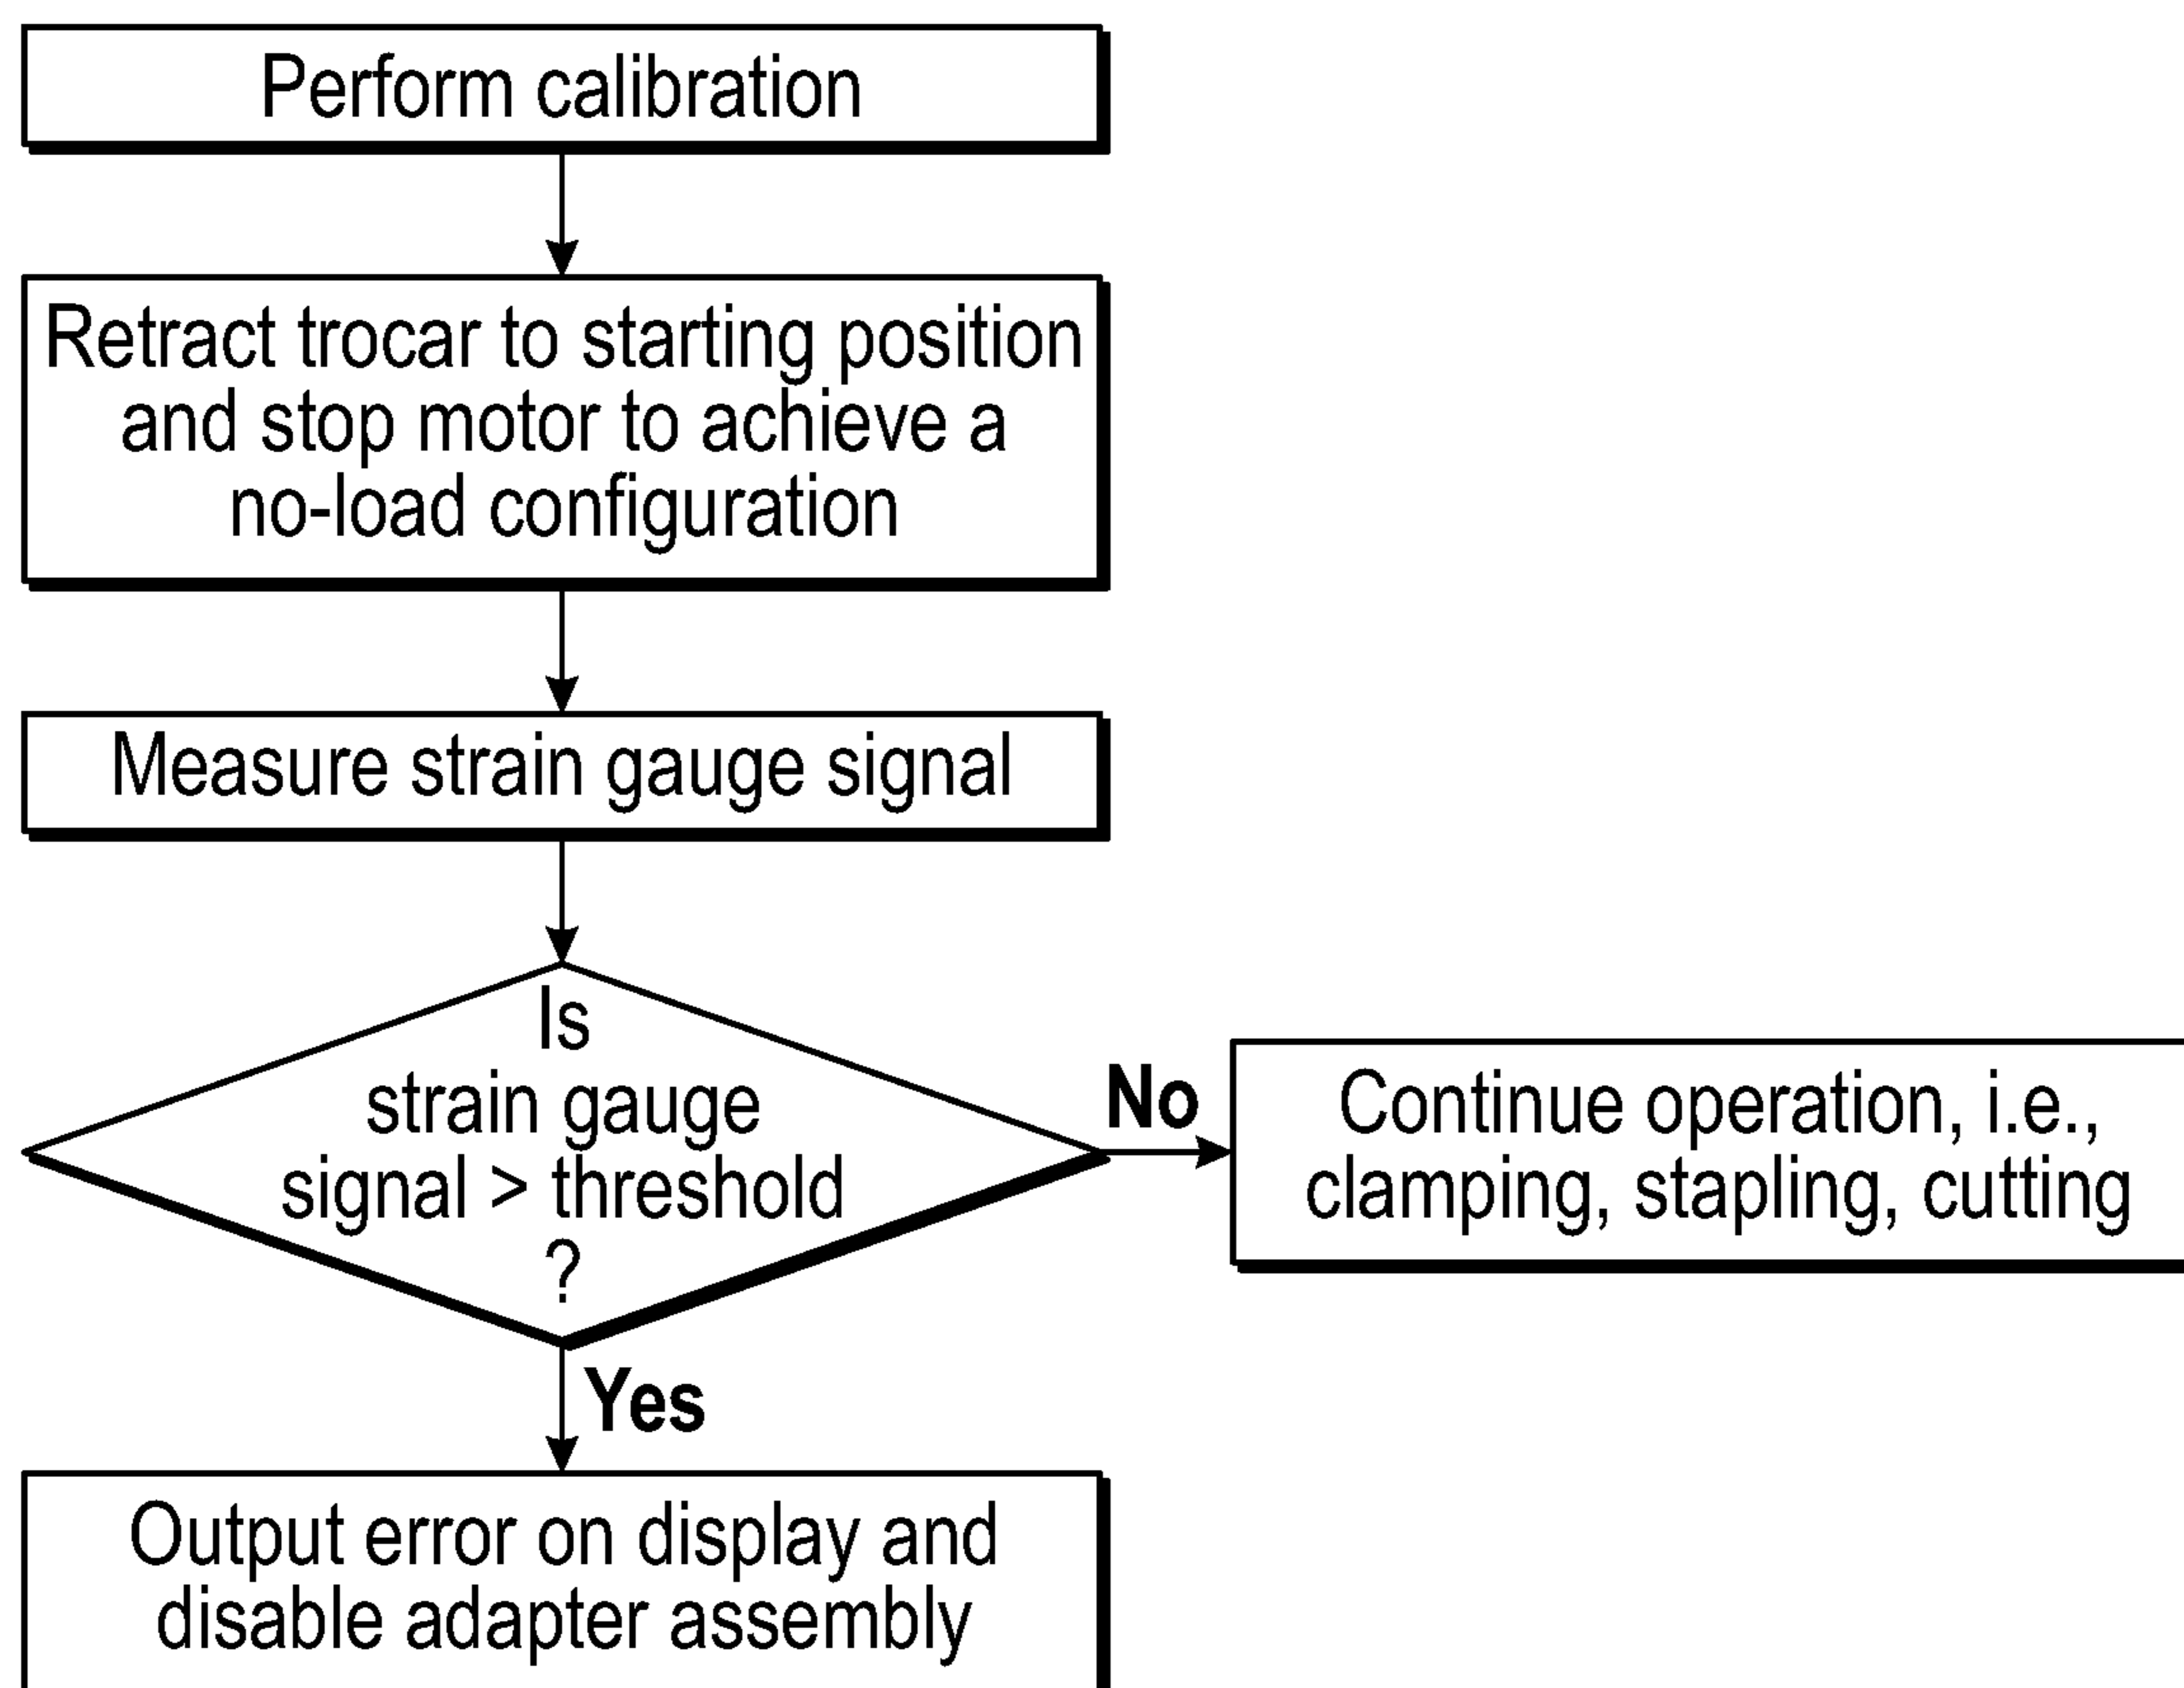 Perform calibration
Retract trocar to starting position
and stop motor to achieve a
no-load configuration
Measure strain gauge signal
Is
strain gauge
signal > threshold
?
No
Continue operation, i.e.,
clamping, stapling, cutting
Yes
Output error on display and
disable adapter assembly